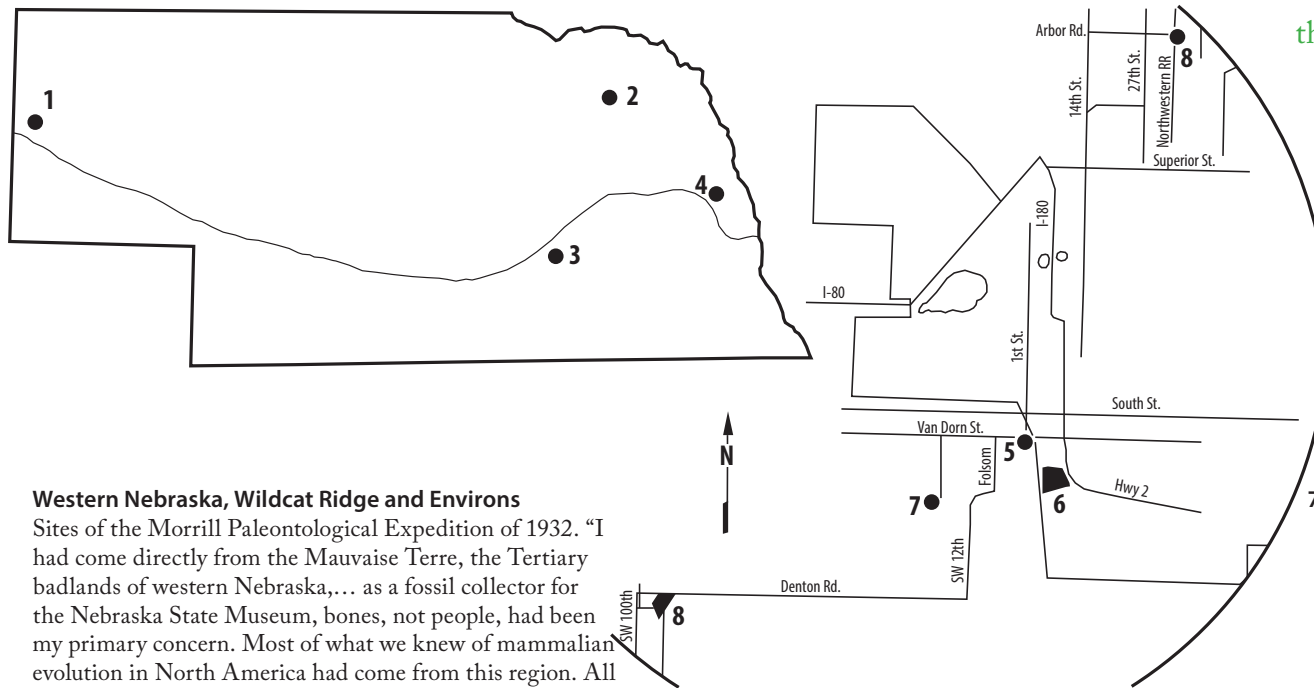 1
2
3
4
N
Arbor Rd.
8
14th St.
27th St.
Northwestern RR
Superior St.
I-180
I-80
1st St.
South St.
Van Dorn St.
5
Folsom
6
Hwy 2
7
SW 12th
Denton Rd.
SW 100th
8
th
7
Western Nebraska, Wildcat Ridge and Environs
Sites of the Morrill Paleontological Expedition of 1932. “I
had come directly from the Mauvaise Terre, the Tertiary
badlands of western Nebraska,… as a fossil collector for
the Nebraska State Museum, bones, not people, had been
my primary concern. Most of what we knew of mammalian
evolution in North America had come from this region. All